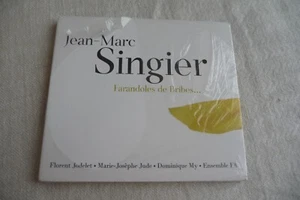 Jean-Marc
Singier
Farandoles de Bribes...
Florent Jodelet • Marie-Josèphe Jude • Dominique My • Ensemble FA